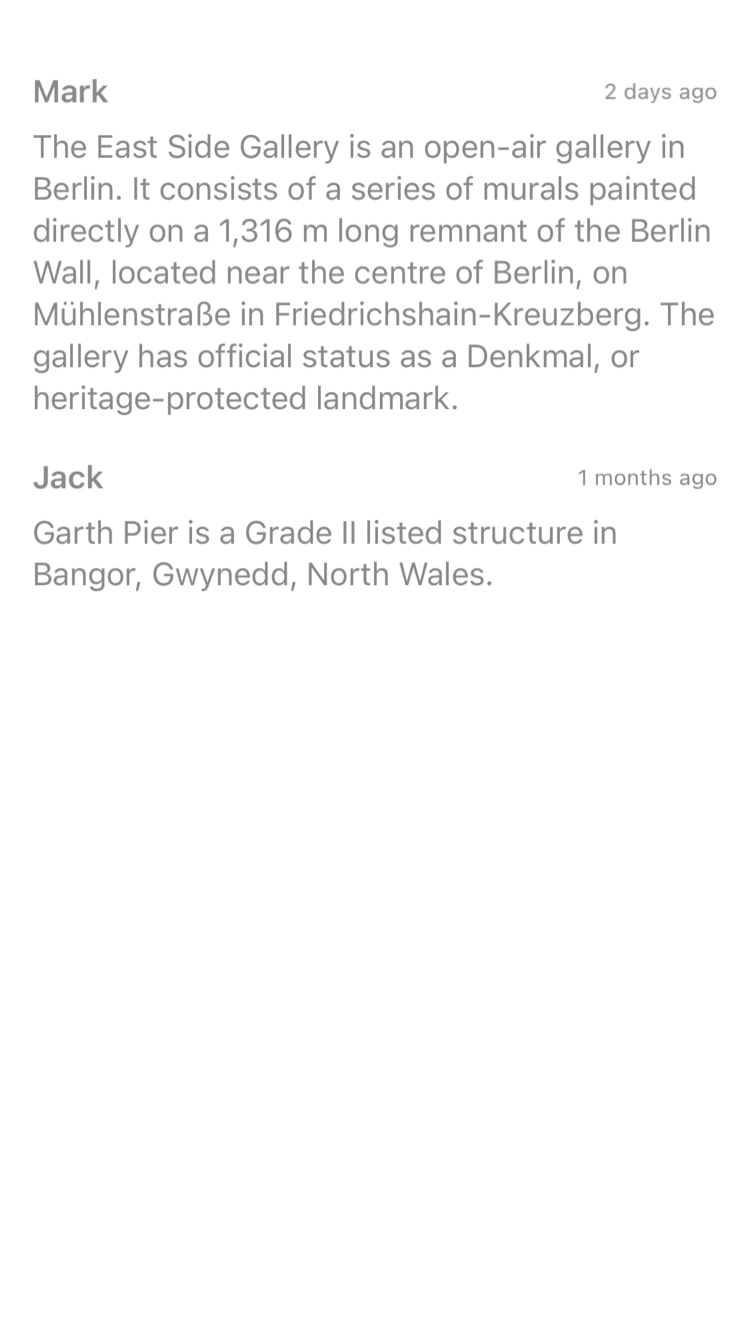 Mark 2 days ago
The East Side Gallery is an open-air gallery in
Berlin. It consists of a series of murals painted
directly on a 1,316 m long remnant of the Berlin
Wall, located near the centre of Berlin, on
Mühlenstraße in Friedrichshain-Kreuzberg. The
gallery has official status as a Denkmal, or
heritage-protected landmark.
Jack 1 months ago
Garth Pier is a Grade II listed structure in
Bangor, Gwynedd, North Wales.